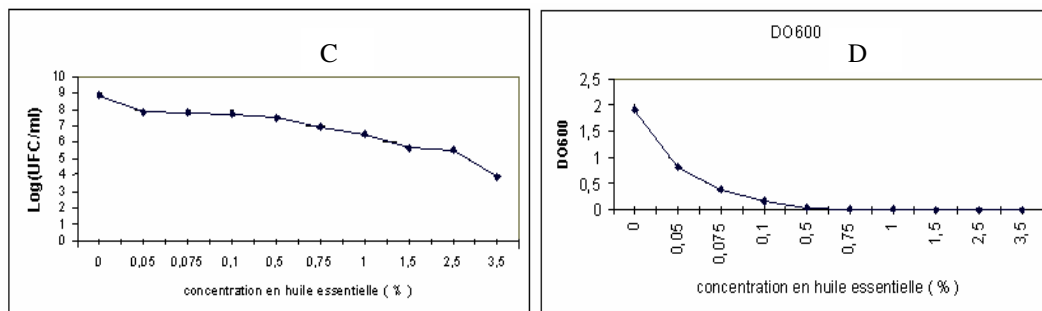 C
Log(UFC/ml)
10
9
8
7
6
5
4
3
2
1
0
0 0,05 0,075 0,1 0,5 0,75 1 1,5 2,5 3,5
concentration en huile essentielle ( % )
DO600
D
DO600
2,5
2
1,5
1
0,5
0
0 0,05 0,075 0,1 0,5 0,75 1 1,5 2,5 3,5
concentration en huile essentielle ( % )